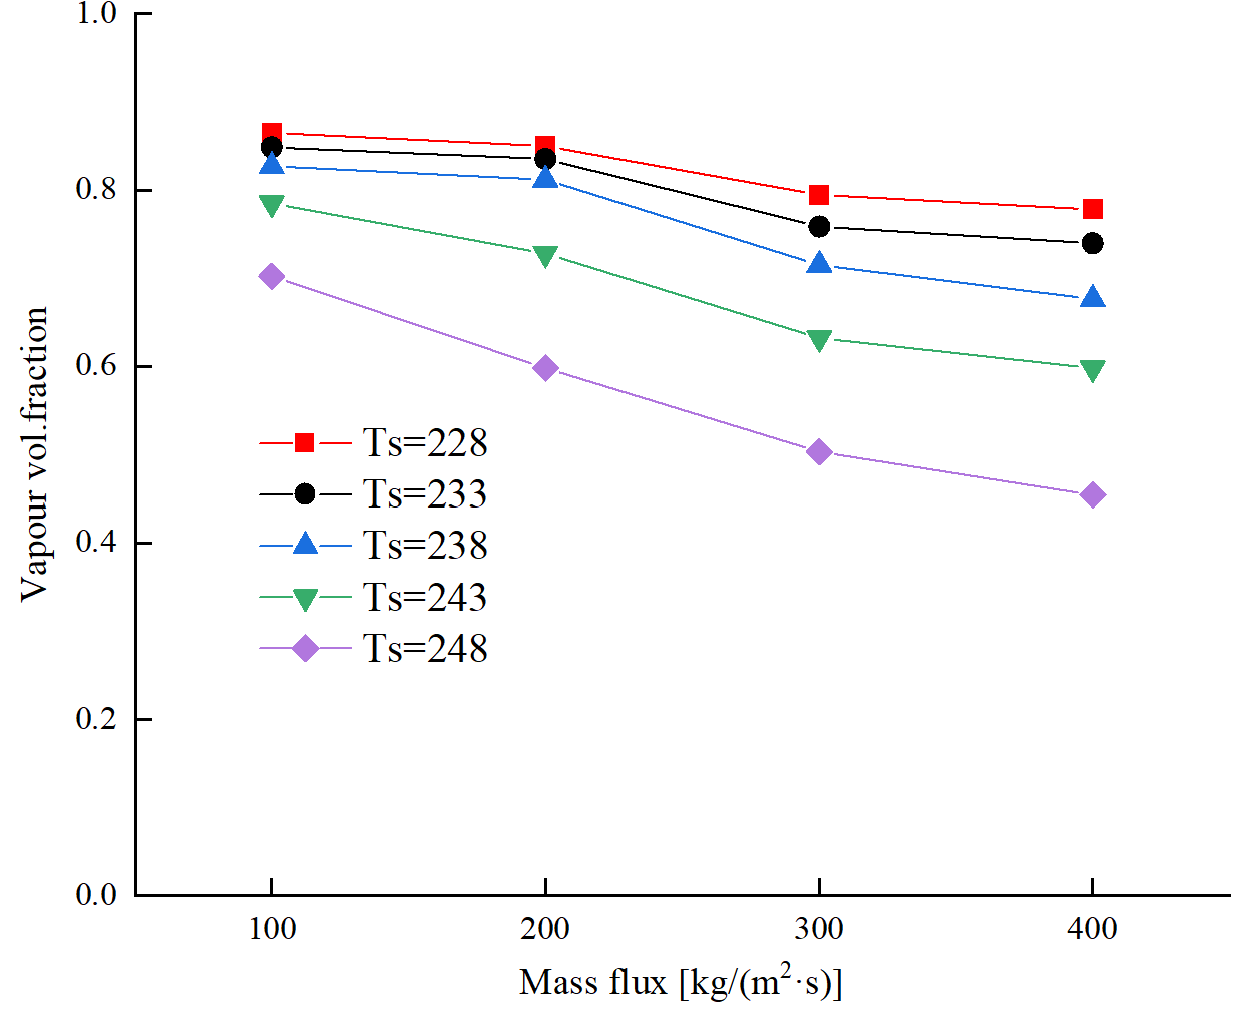 1.0
0.8
0.6
0.4
0.2
0.0
Vapour vol.fraction
Ts=228
Ts=233
Ts=238
Ts=243
Ts=248
100 200 300 400
Mass flux [kg/(m²·s)]